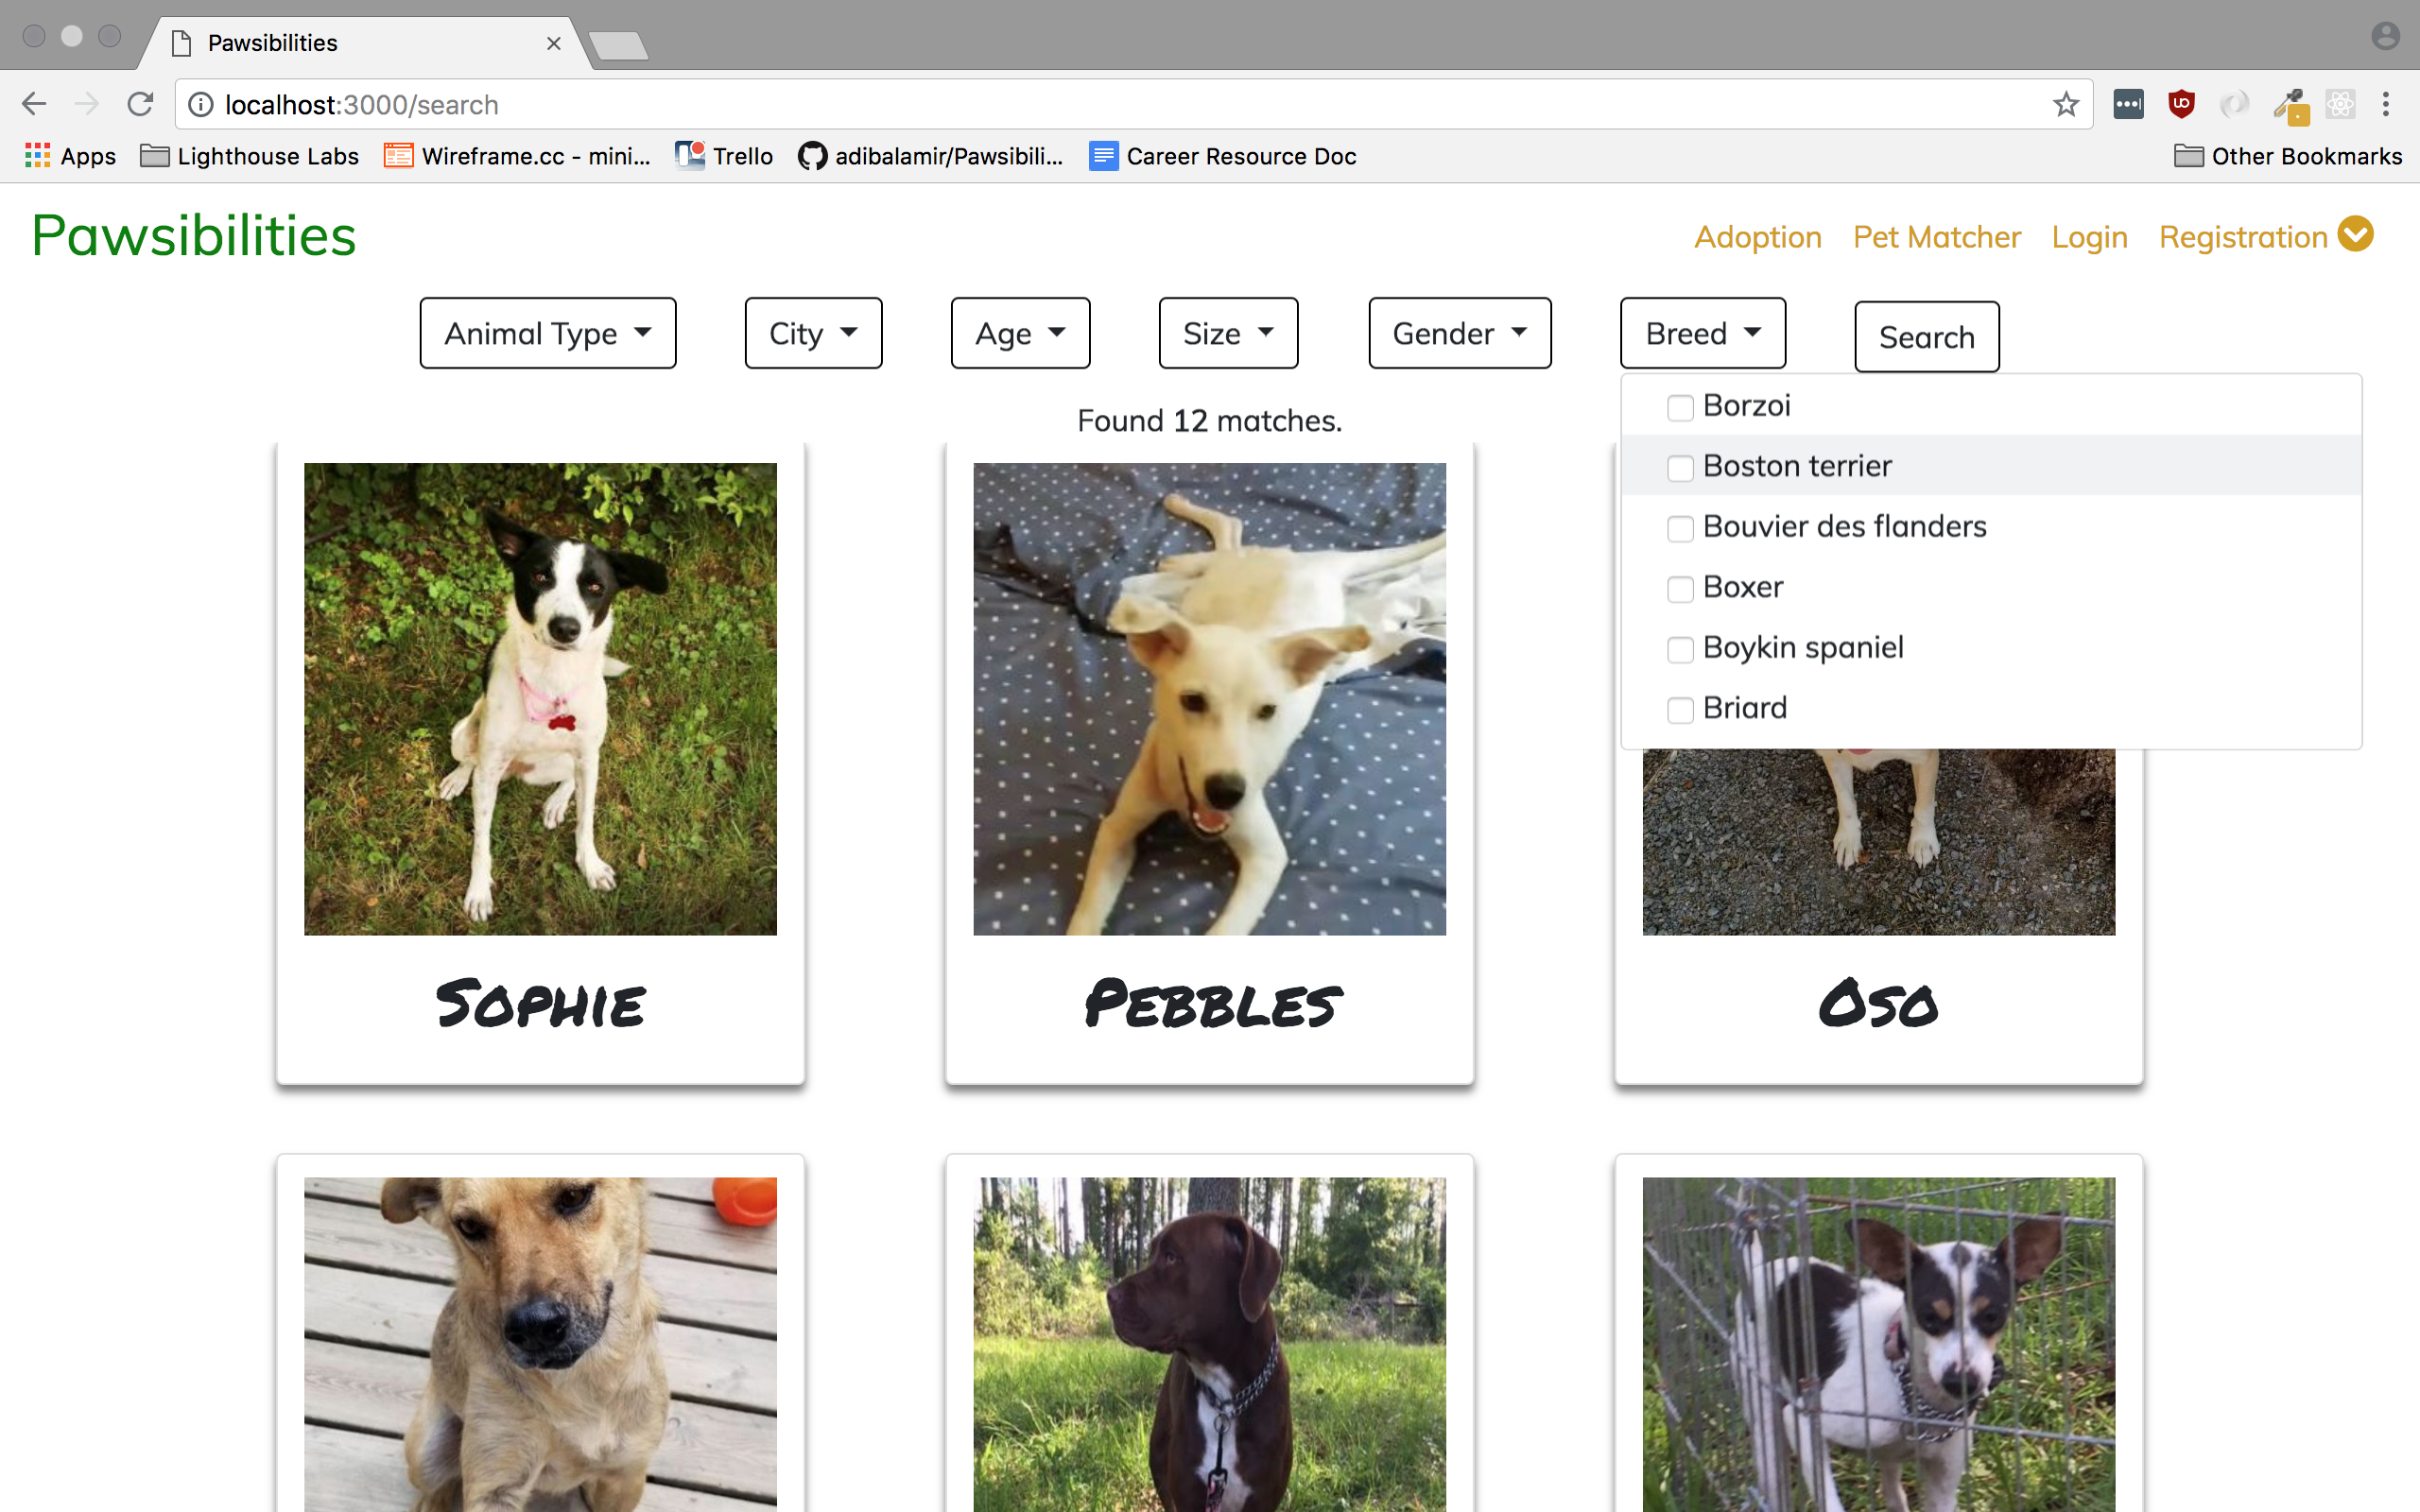 Pawsibilities
localhost:3000/search
Apps Lighthouse Labs Wireframe.cc - mini... Trello adibalamir/Pawsibili... Career Resource Doc Other Bookmarks
Pawsibilities Adoption Pet Matcher Login Registration
Animal Type City Age Size Gender Breed Search
Found 12 matches.
Borzoi
Boston terrier
Bouvier des flanders
Boxer
Boykin spaniel
Briard
Sophie Pebbles Oso